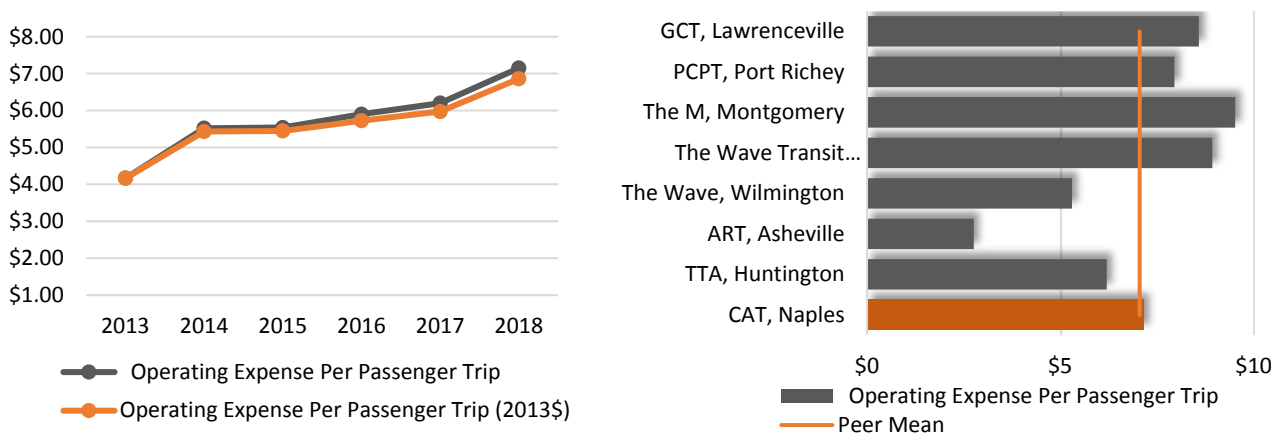 $8.00
$7.00
$6.00
$5.00
$4.00
$3.00
$2.00
$1.00
2013 2014 2015 2016 2017 2018
Operating Expense Per Passenger Trip
Operating Expense Per Passenger Trip (2013$)
GCT, Lawrenceville
PCPT, Port Richey
The M, Montgomery
The Wave Transit...
The Wave, Wilmington
ART, Asheville
TTA, Huntington
CAT, Naples
$0 $5 $10
Operating Expense Per Passenger Trip
Peer Mean